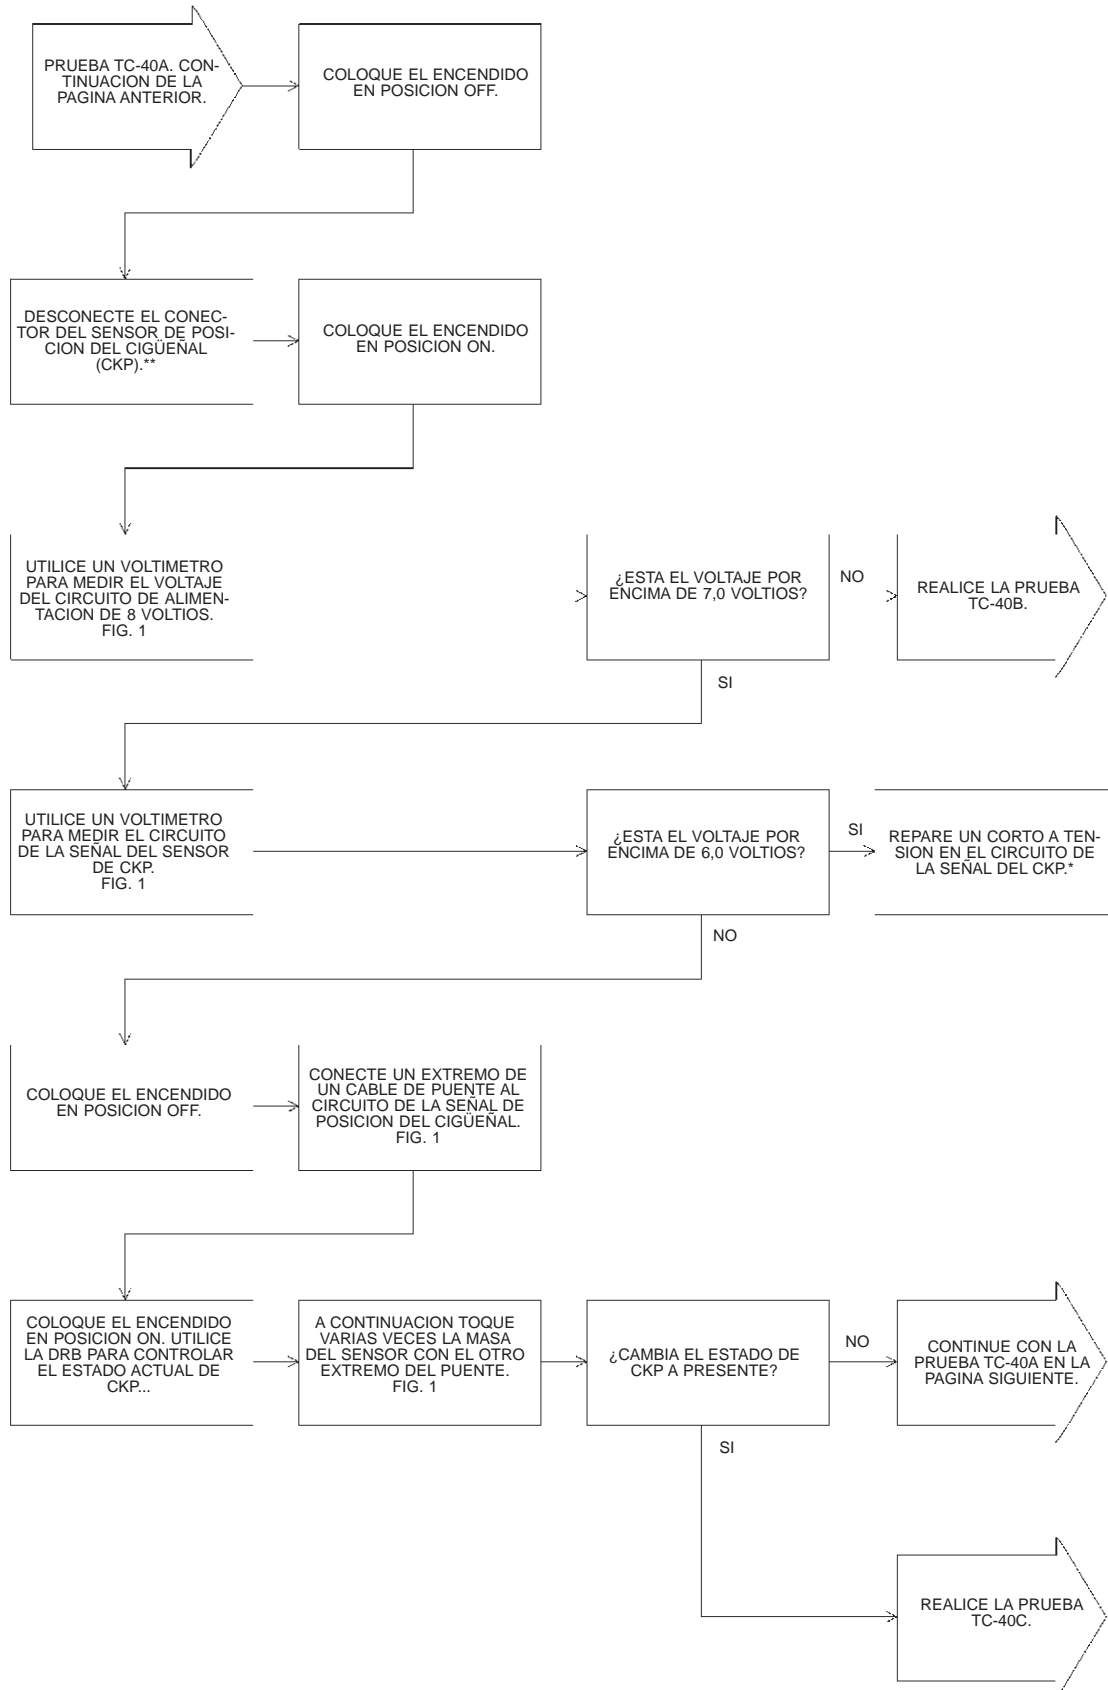 PRUEBA TC-40A. CON-
TINUACION DE LA
PAGINA ANTERIOR.
COLOQUE EL ENCENDIDO
EN POSICION OFF.
DESCONECTE EL CONEC-
TOR DEL SENSOR DE POSI-
CION DEL CIGÜEÑAL
(CKP).**
COLOQUE EL ENCENDIDO
EN POSICION ON.
UTILICE UN VOLTIMETRO
PARA MEDIR EL VOLTAJE
DEL CIRCUITO DE ALIMEN-
TACION DE 8 VOLTIOS.
FIG. 1
¿ESTA EL VOLTAJE POR
ENCIMA DE 7,0 VOLTIOS?
NO
REALICE LA PRUEBA
TC-40B.
SI
UTILICE UN VOLTIMETRO
PARA MEDIR EL CIRCUITO
DE LA SEÑAL DEL SENSOR
DE CKP.
FIG. 1
¿ESTA EL VOLTAJE POR
ENCIMA DE 6,0 VOLTIOS?
SI
REPARE UN CORTO A TEN-
SION EN EL CIRCUITO DE
LA SEÑAL DEL CKP.*
NO
COLOQUE EL ENCENDIDO
EN POSICION OFF.
CONECTE UN EXTREMO DE
UN CABLE DE PUENTE AL
CIRCUITO DE LA SEÑAL DE
POSICION DEL CIGÜEÑAL.
FIG. 1
COLOQUE EL ENCENDIDO
EN POSICION ON. UTILICE
LA DRB PARA CONTROLAR
EL ESTADO ACTUAL DE
CKP...
A CONTINUACION TOQUE
VARIAS VECES LA MASA
DEL SENSOR CON EL OTRO
EXTREMO DEL PUENTE.
FIG. 1
¿CAMBIA EL ESTADO DE
CKP A PRESENTE?
NO
CONTINUE CON LA
PRUEBA TC-40A EN LA
PAGINA SIGUIENTE.
SI
REALICE LA PRUEBA
TC-40C.